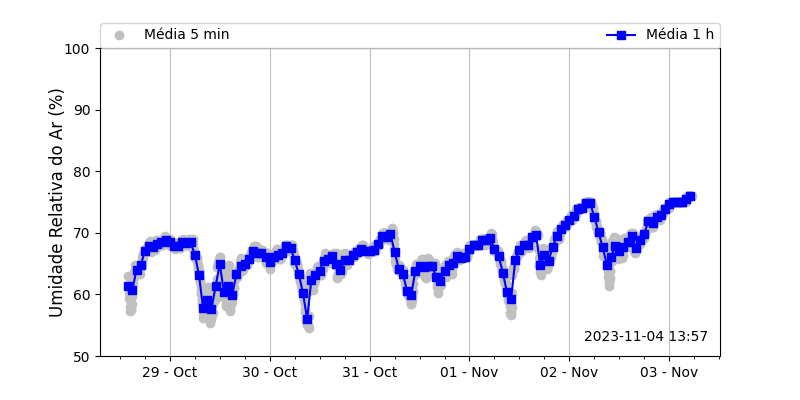 Média 5 min
Média 1 h
Umidade Relativa do Ar (%)
100
90
80
70
60
50
2023-11-04 13:57
29 - Oct
30 - Oct
31 - Oct
01 - Nov
02 - Nov
03 - Nov